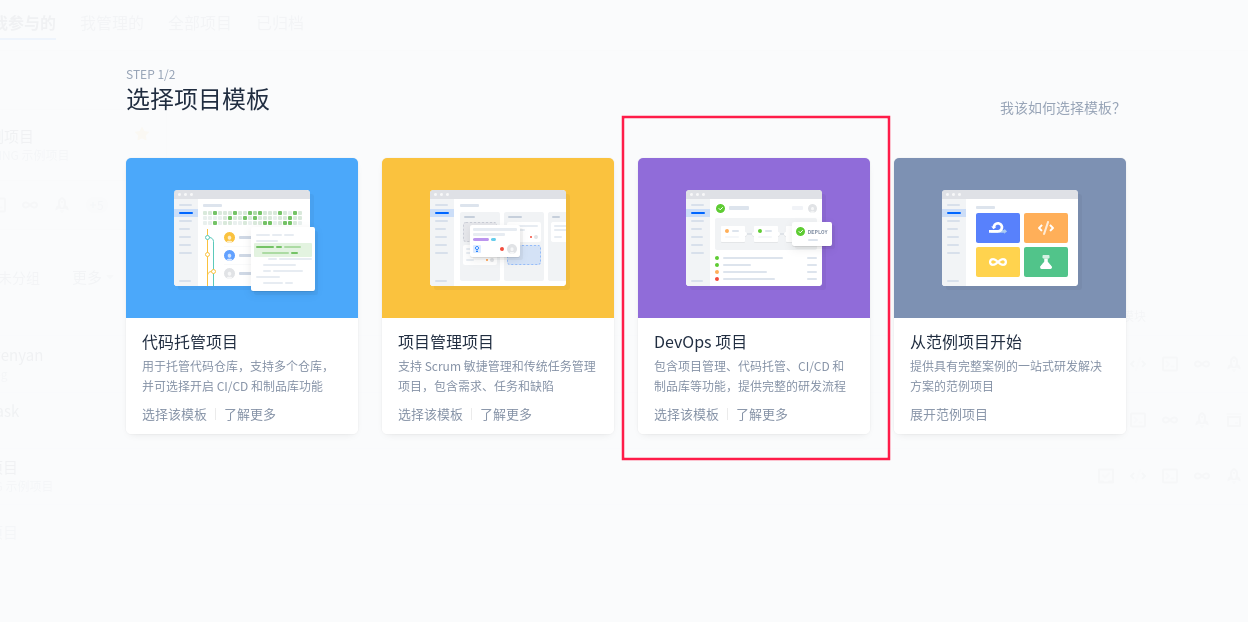 我参与的 我管理的 全部项目 已归档
STEP 1/2
选择项目模板
我该如何选择模板?
DEPLOY
代码托管项目
用于托管代码仓库，支持多个仓库，
并可选择开启 CI/CD 和制品库功能
选择该模板 | 了解更多
项目管理项目
支持 Scrum 敏捷管理和传统任务管理
项目，包含需求、任务和缺陷
选择该模板 | 了解更多
DevOps 项目
包含项目管理、代码托管、CI/CD 和
制品库等功能，提供完整的研发流程
选择该模板 | 了解更多
从范例项目开始
提供具有完整案例的一站式研发解决
方案的范例项目
展开范例项目
未分组 更多